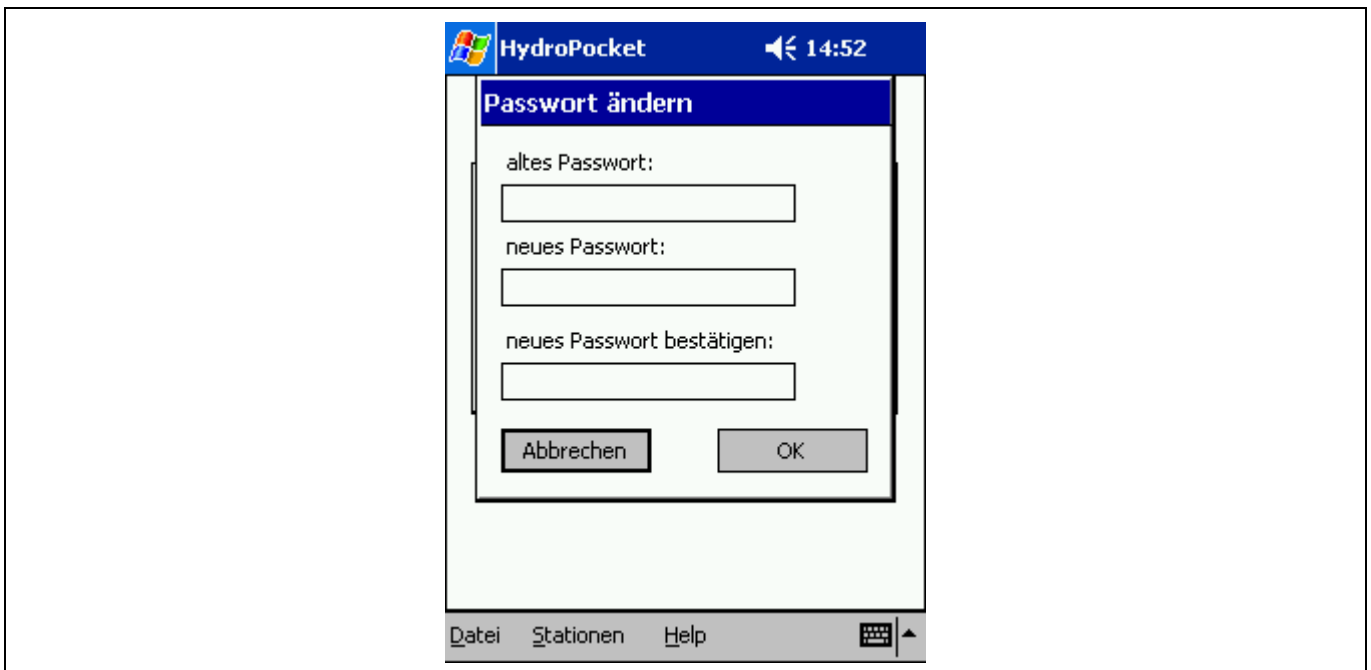 HydroPocket 14:52
Passwort ändern
altes Passwort:
neues Passwort:
neues Passwort bestätigen:
Abbrechen OK
Datei Stationen Help